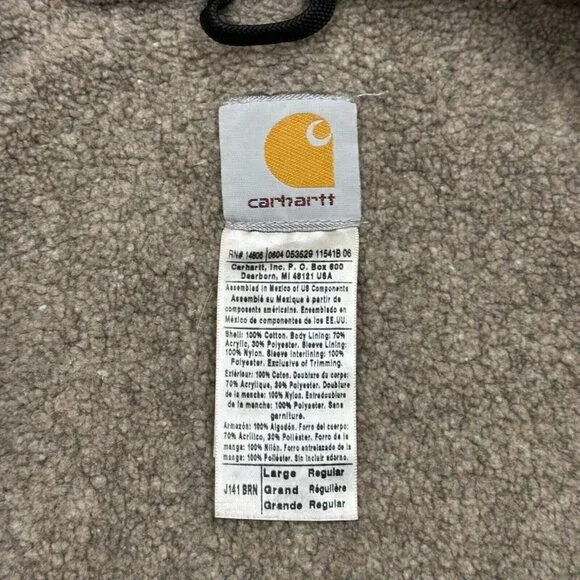 carhartt
RN# 14806 0604 053529 11541B 06
Carhartt, Inc. P. O. Box 600
Dearborn, MI 48121 USA
Assembled in Mexico of US Components
Assemblé au Mexique à partir de
composants américains. Ensamblado en
México de componentes de los EE.UU.
Shell: 100% Cotton. Body Lining: 70%
Acrylic, 30% Polyester. Sleeve Lining:
100% Nylon. Sleeve Interlining: 100%
Polyester. Exclusive of Trimming.
Extérieur: 100% Coton. Doublure du corps:
70% Acrylique, 30% Polyester. Doublure
de la manche: 100% Nylon. Entredoublure
de la manche: 100% Polyester. Sans
garniture.
Armazón: 100% Algodón. Forro del cuerpo:
70% Acrílico, 30% Poliéster. Forro de la
manga: 100% Nilón. Forro entretelado de la
manga: 100% Poliéster. Sin incluir adorno.
J141 BRN
Large Regular
Grand Régulière
Grande Regular